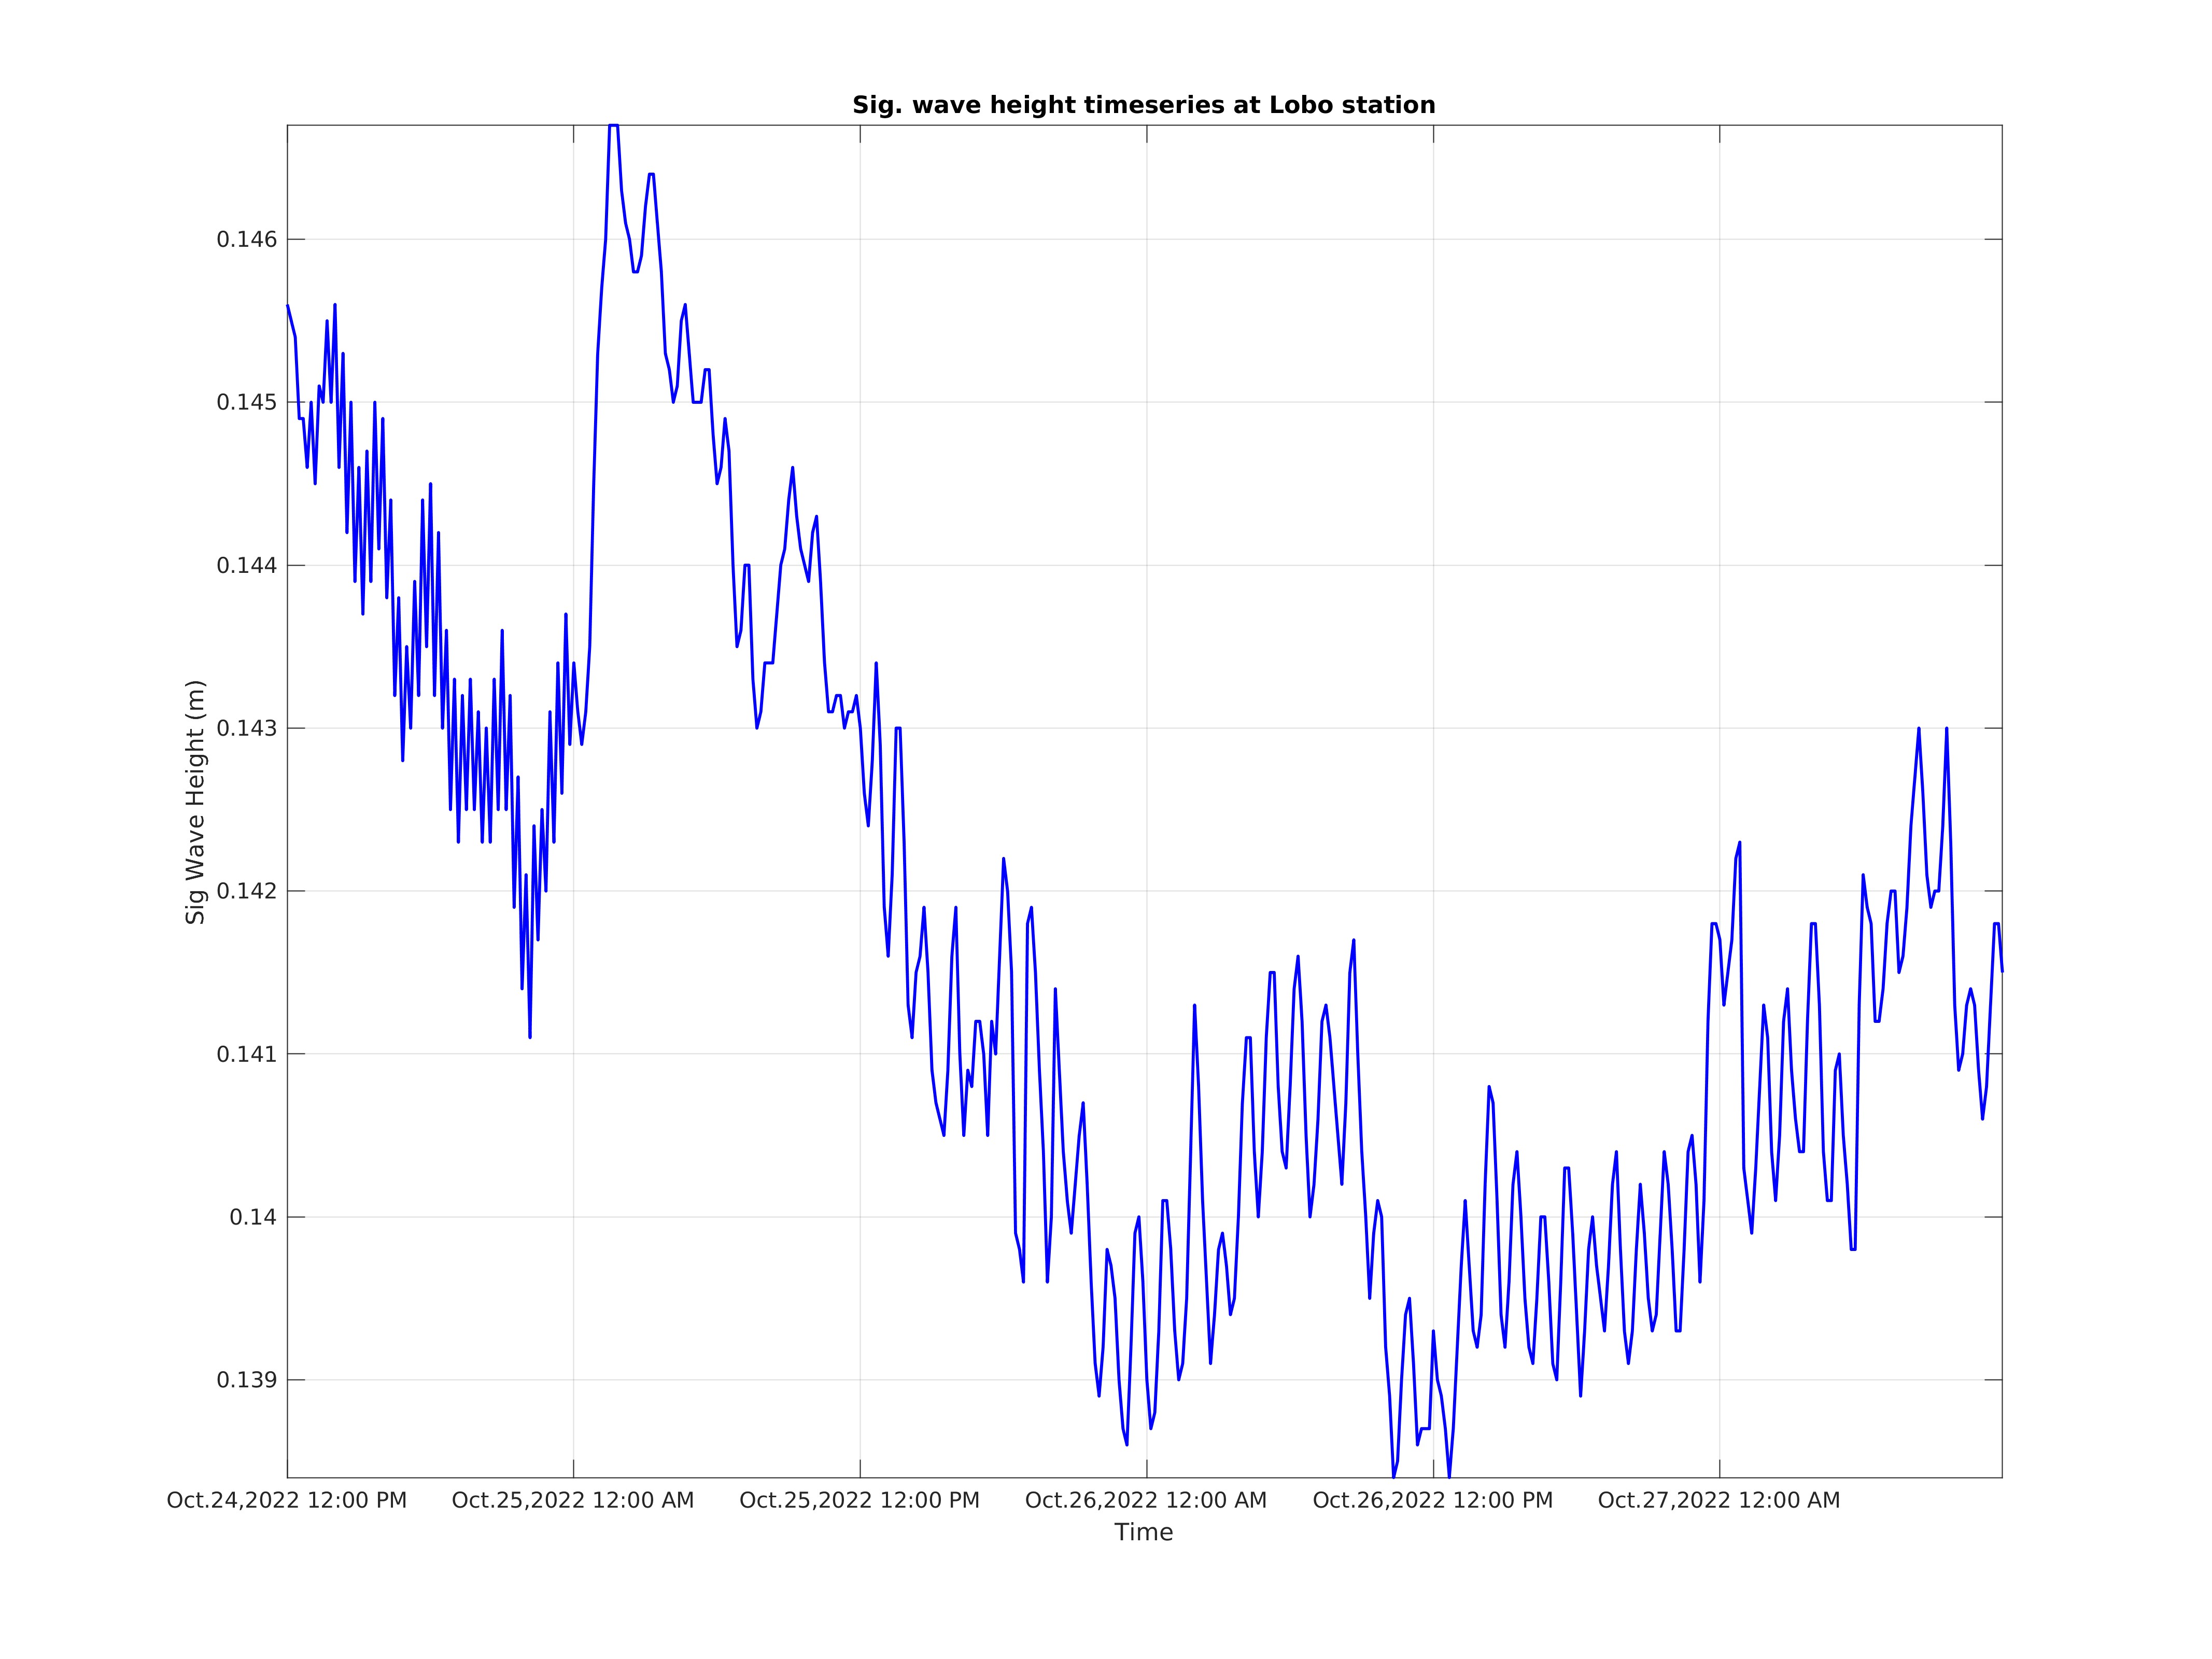 Sig. wave height timeseries at Lobo station
0.146
0.145
0.144
0.143
0.142
0.141
0.14
0.139
Sig Wave Height (m)
Oct.24,2022 12:00 PM Oct.25,2022 12:00 AM Oct.25,2022 12:00 PM Oct.26,2022 12:00 AM Oct.26,2022 12:00 PM Oct.27,2022 12:00 AM
Time